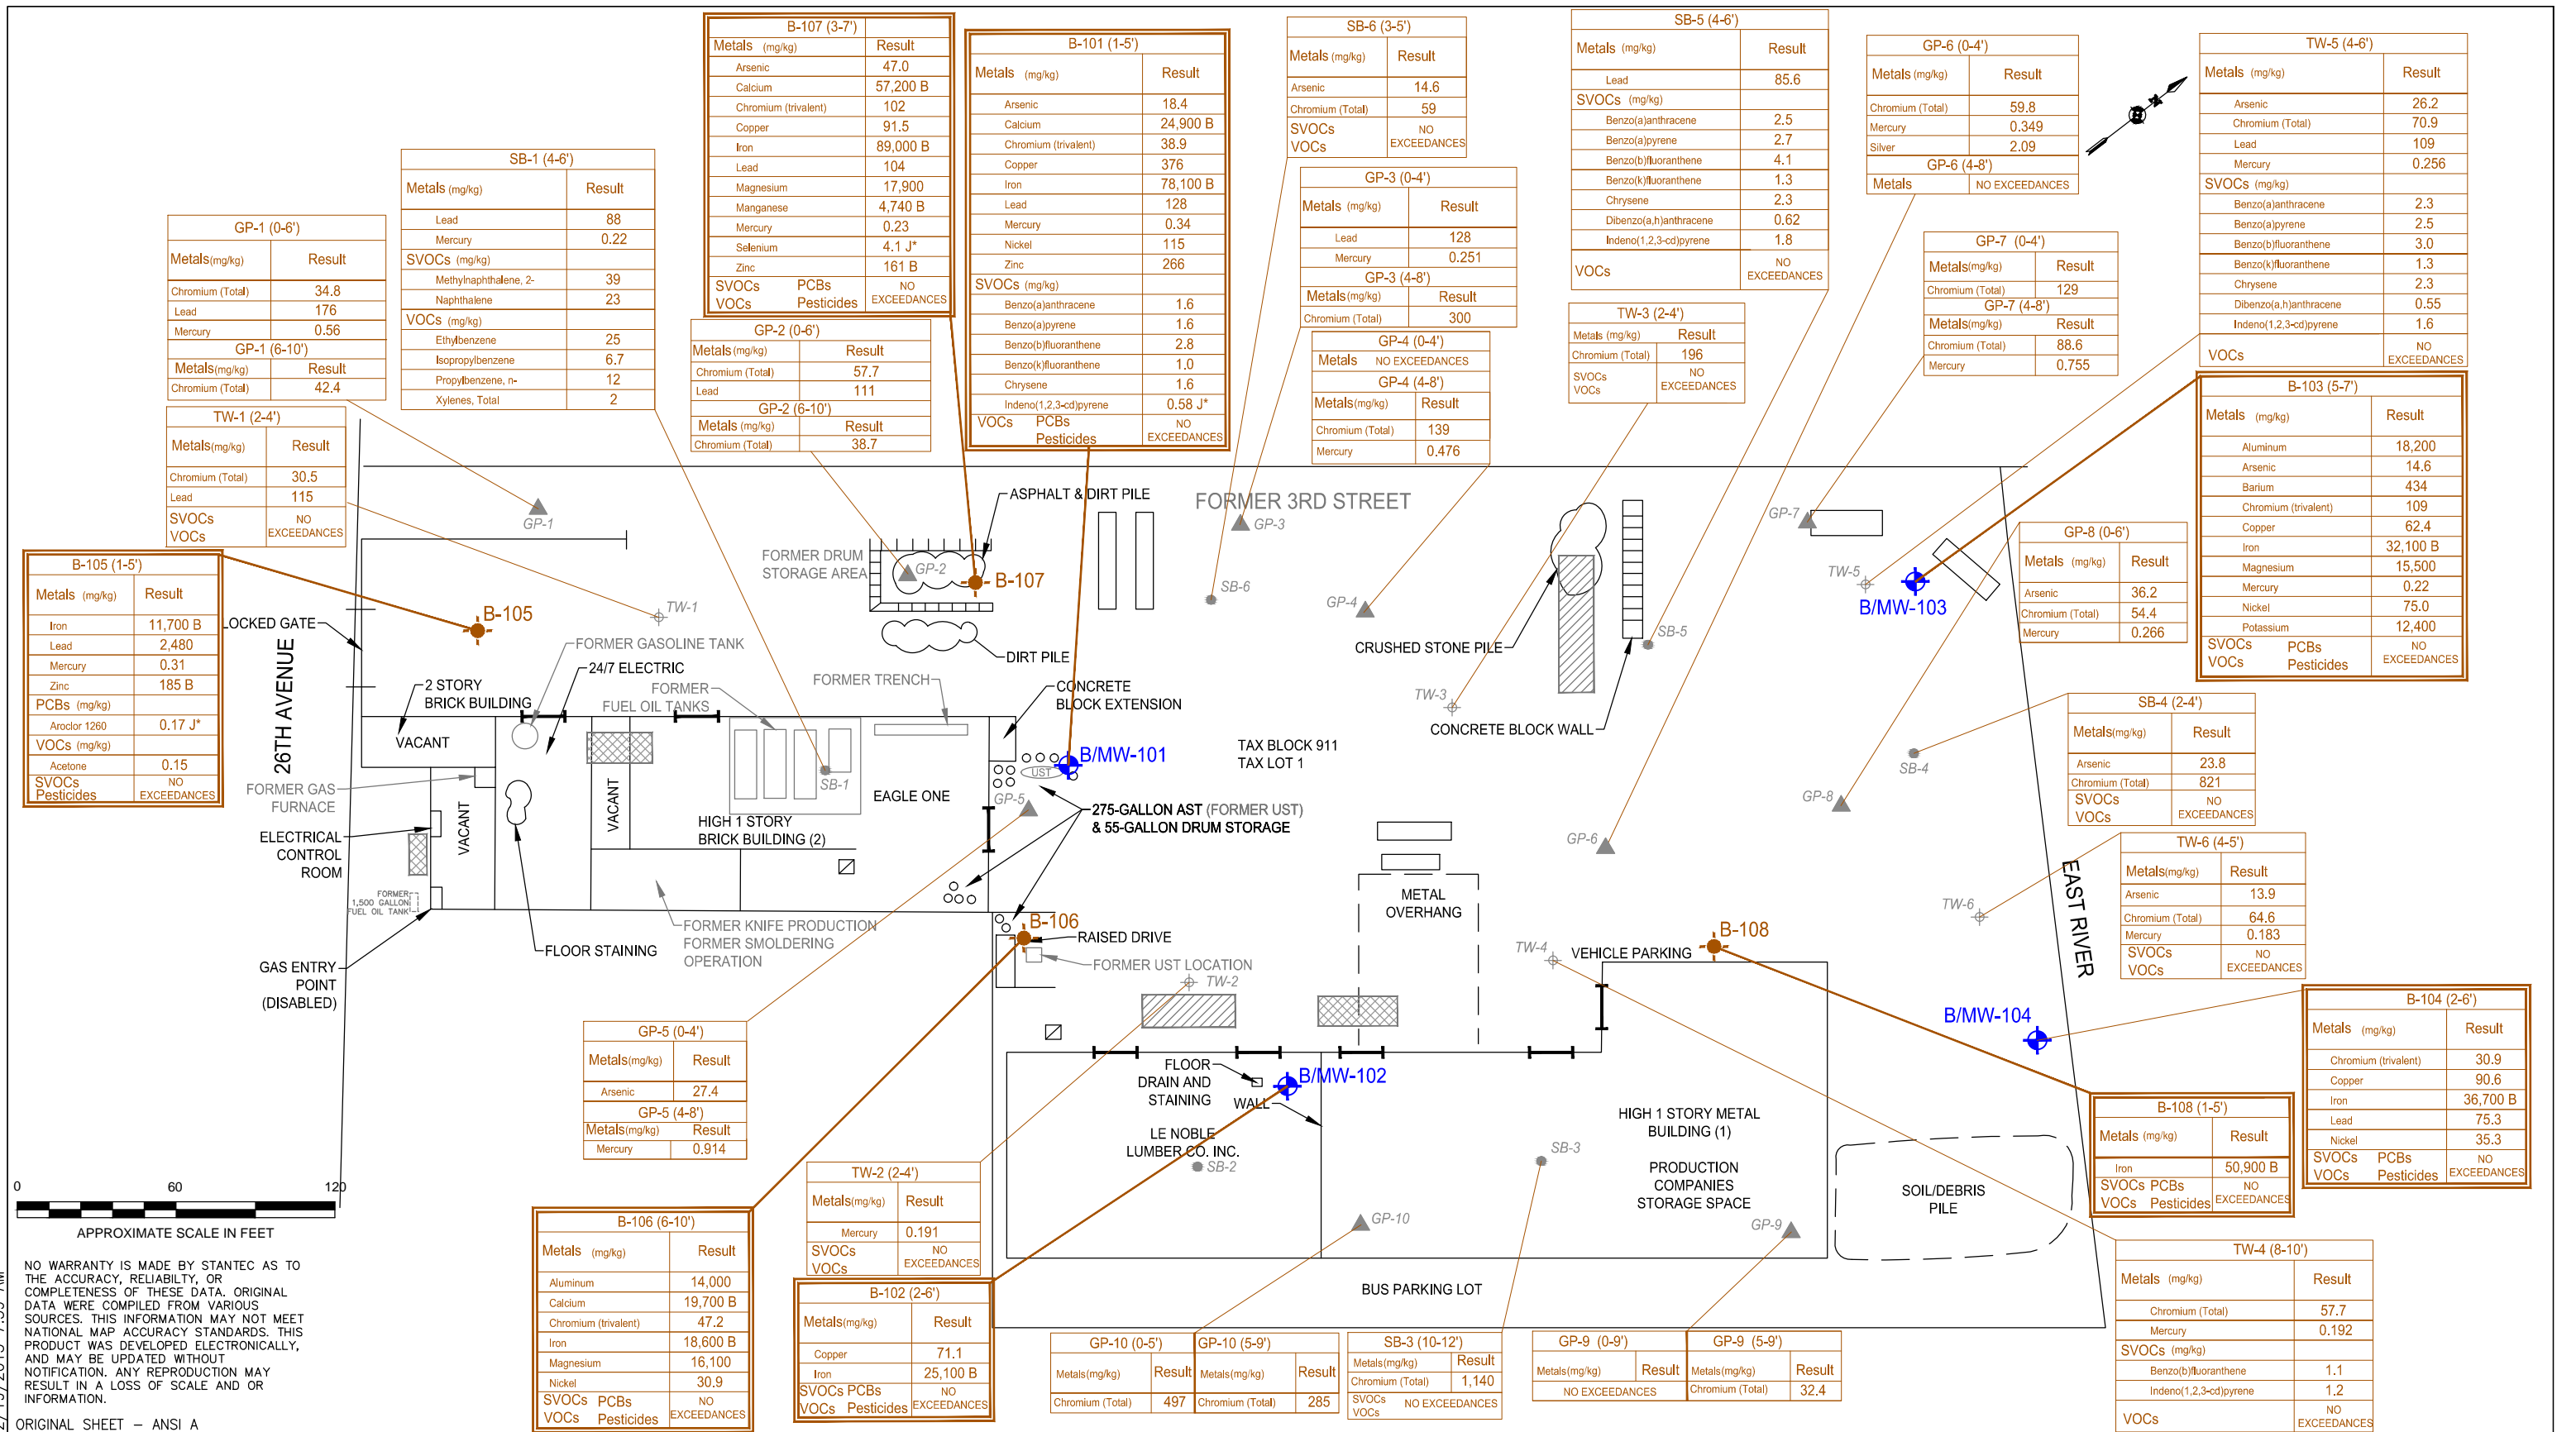 B-107 (3-7')
Metals (mg/kg) Result
Arsenic 47.0
Calcium 57,200 B
Chromium (trivalent) 102
Copper 91.5
Iron 89,000 B
Lead 104
Magnesium 17,900
Manganese 4,740 B
Mercury 0.23
Selenium 4.1 J*
Zinc 161 B
SVOCs PCBs NO
VOCs Pesticides EXCEEDANCES
B-101 (1-5')
Metals (mg/kg) Result
Arsenic 18.4
Calcium 24,900 B
Chromium (trivalent) 38.9
Copper 376
Iron 78,100 B
Lead 128
Mercury 0.34
Nickel 115
Zinc 266
SVOCs (mg/kg)
Benzo(a)anthracene 1.6
Benzo(a)pyrene 1.6
Benzo(b)fluoranthene 2.8
Benzo(k)fluoranthene 1.0
Chrysene 1.6
Indeno(1,2,3-cd)pyrene 0.58 J*
VOCs PCBs NO
Pesticides EXCEEDANCES
SB-6 (3-5')
Metals (mg/kg) Result
Arsenic 14.6
Chromium (Total) 59
SVOCs NO
VOCs EXCEEDANCES
SB-5 (4-6')
Metals (mg/kg) Result
Lead 85.6
SVOCs (mg/kg)
Benzo(a)anthracene 2.5
Benzo(a)pyrene 2.7
Benzo(b)fluoranthene 4.1
Benzo(k)fluoranthene 1.3
Chrysene 2.3
Dibenzo(a,h)anthracene 0.62
Indeno(1,2,3-cd)pyrene 1.8
VOCs NO
EXCEEDANCES
GP-6 (0-4')
Metals (mg/kg) Result
Chromium (Total) 59.8
Mercury 0.349
Silver 2.09
GP-6 (4-8')
Metals NO EXCEEDANCES
TW-5 (4-6')
Metals (mg/kg) Result
Arsenic 26.2
Chromium (Total) 70.9
Lead 109
Mercury 0.256
SVOCs (mg/kg)
Benzo(a)anthracene 2.3
Benzo(a)pyrene 2.5
Benzo(b)fluoranthene 3.0
Benzo(k)fluoranthene 1.3
Chrysene 2.3
Dibenzo(a,h)anthracene 0.55
Indeno(1,2,3-cd)pyrene 1.6
VOCs NO
EXCEEDANCES
SB-1 (4-6')
Metals (mg/kg) Result
Lead 88
Mercury 0.22
SVOCs (mg/kg)
Methylnaphthalene, 2- 39
Naphthalene 23
VOCs (mg/kg)
Ethylbenzene 25
Isopropylbenzene 6.7
Propylbenzene, n- 12
Xylenes, Total 2
GP-1 (0-6')
Metals(mg/kg) Result
Chromium (Total) 34.8
Lead 176
Mercury 0.56
GP-1 (6-10')
Metals(mg/kg) Result
Chromium (Total) 42.4
GP-3 (0-4')
Metals (mg/kg) Result
Lead 128
Mercury 0.251
GP-3 (4-8')
Metals(mg/kg) Result
Chromium (Total) 300
GP-7 (0-4')
Metals(mg/kg) Result
Chromium (Total) 129
GP-7 (4-8')
Metals(mg/kg) Result
Chromium (Total) 88.6
Mercury 0.755
GP-2 (0-6')
Metals (mg/kg) Result
Chromium (Total) 57.7
Lead 111
GP-2 (6-10')
Metals (mg/kg) Result
Chromium (Total) 38.7
GP-4 (0-4')
Metals NO EXCEEDANCES
GP-4 (4-8')
Metals(mg/kg) Result
Chromium (Total) 139
Mercury 0.476
TW-3 (2-4')
Metals (mg/kg) Result
Chromium (Total) 196
SVOCs NO
VOCs EXCEEDANCES
B-103 (5-7')
Metals (mg/kg) Result
Aluminum 18,200
Arsenic 14.6
Barium 434
Chromium (trivalent) 109
Copper 62.4
Iron 32,100 B
Magnesium 15,500
Mercury 0.22
Nickel 75.0
Potassium 12,400
SVOCs PCBs NO
VOCs Pesticides EXCEEDANCES
TW-1 (2-4')
Metals(mg/kg) Result
Chromium (Total) 30.5
Lead 115
SVOCs NO
VOCs EXCEEDANCES
B-105 (1-5')
Metals (mg/kg) Result
Iron 11,700 B
Lead 2,480
Mercury 0.31
Zinc 185 B
PCBs (mg/kg)
Aroclor 1260 0.17 J*
VOCs (mg/kg)
Acetone 0.15
SVOCs NO
Pesticides EXCEEDANCES
GP-8 (0-6')
Metals (mg/kg) Result
Arsenic 36.2
Chromium (Total) 54.4
Mercury 0.266
SB-4 (2-4')
Metals(mg/kg) Result
Arsenic 23.8
Chromium (Total) 821
SVOCs NO
VOCs EXCEEDANCES
TW-6 (4-5')
Metals(mg/kg) Result
Arsenic 13.9
Chromium (Total) 64.6
Mercury 0.183
SVOCs NO
VOCs EXCEEDANCES
B-104 (2-6')
Metals (mg/kg) Result
Chromium (trivalent) 30.9
Copper 90.6
Iron 36,700 B
Lead 75.3
Nickel 35.3
SVOCs PCBs NO
VOCs Pesticides EXCEEDANCES
B-108 (1-5')
Metals (mg/kg) Result
Iron 50,900 B
SVOCs PCBs NO
VOCs Pesticides EXCEEDANCES
TW-4 (8-10')
Metals (mg/kg) Result
Chromium (Total) 57.7
Mercury 0.192
SVOCs (mg/kg)
Benzo(b)fluoranthene 1.1
Indeno(1,2,3-cd)pyrene 1.2
VOCs NO
EXCEEDANCES
FORMER 3RD STREET
ASPHALT & DIRT PILE
GP-1
GP-2
GP-3
GP-7
FORMER DRUM
STORAGE AREA
B-107
SB-6
GP-4
TW-5
B/MW-103
B-105
TW-1
LOCKED GATE
26TH AVENUE
FORMER GASOLINE TANK
24/7 ELECTRIC
DIRT PILE
CRUSHED STONE PILE
SB-5
2 STORY
BRICK BUILDING
FORMER
FUEL OIL TANKS
FORMER TRENCH
CONCRETE
BLOCK EXTENSION
TW-3
CONCRETE BLOCK WALL
VACANT
B/MW-101
UST
TAX BLOCK 911
TAX LOT 1
SB-4
FORMER GAS
FURNACE
VACANT
VACANT
SB-1
EAGLE ONE
GP-5
GP-8
275-GALLON AST (FORMER UST)
& 55-GALLON DRUM STORAGE
HIGH 1 STORY
BRICK BUILDING (2)
GP-6
ELECTRICAL
CONTROL
ROOM
FORMER
1,500 GALLON
FUEL OIL TANK
METAL
OVERHANG
EAST RIVER
TW-6
B-106
RAISED DRIVE
B-108
FLOOR STAINING
FORMER KNIFE PRODUCTION
FORMER SMOLDERING
OPERATION
FORMER UST LOCATION
TW-4
VEHICLE PARKING
TW-2
GAS ENTRY
POINT
(DISABLED)
B/MW-104
FLOOR
DRAIN AND
STAINING
B/MW-102
WALL
HIGH 1 STORY METAL
BUILDING (1)
LE NOBLE
LUMBER CO. INC.
SB-2
SB-3
PRODUCTION
COMPANIES
STORAGE SPACE
SOIL/DEBRIS
PILE
GP-10
GP-9
BUS PARKING LOT
GP-5 (0-4')
Metals(mg/kg) Result
Arsenic 27.4
GP-5 (4-8')
Metals(mg/kg) Result
Mercury 0.914
TW-2 (2-4')
Metals(mg/kg) Result
Mercury 0.191
SVOCs NO
VOCs EXCEEDANCES
B-106 (6-10')
Metals (mg/kg) Result
Aluminum 14,000
Calcium 19,700 B
Chromium (trivalent) 47.2
Iron 18,600 B
Magnesium 16,100
Nickel 30.9
SVOCs PCBs NO
VOCs Pesticides EXCEEDANCES
B-102 (2-6')
Metals(mg/kg) Result
Copper 71.1
Iron 25,100 B
SVOCs PCBs NO
VOCs Pesticides EXCEEDANCES
GP-10 (0-5') GP-10 (5-9')
Metals(mg/kg) Result Metals(mg/kg) Result
Chromium (Total) 497 Chromium (Total) 285
SB-3 (10-12')
Metals(mg/kg) Result
Chromium (Total) 1,140
SVOCs
VOCs NO EXCEEDANCES
GP-9 (0-9') GP-9 (5-9')
Metals(mg/kg) Result Metals(mg/kg) Result
NO EXCEEDANCES Chromium (Total) 32.4
0 60 120
APPROXIMATE SCALE IN FEET
NO WARRANTY IS MADE BY STANTEC AS TO
THE ACCURACY, RELIABILTY, OR
COMPLETENESS OF THESE DATA. ORIGINAL
DATA WERE COMPILED FROM VARIOUS
SOURCES. THIS INFORMATION MAY NOT MEET
NATIONAL MAP ACCURACY STANDARDS. THIS
PRODUCT WAS DEVELOPED ELECTRONICALLY,
AND MAY BE UPDATED WITHOUT
NOTIFICATION. ANY REPRODUCTION MAY
RESULT IN A LOSS OF SCALE AND OR
INFORMATION.
ORIGINAL SHEET – ANSI A